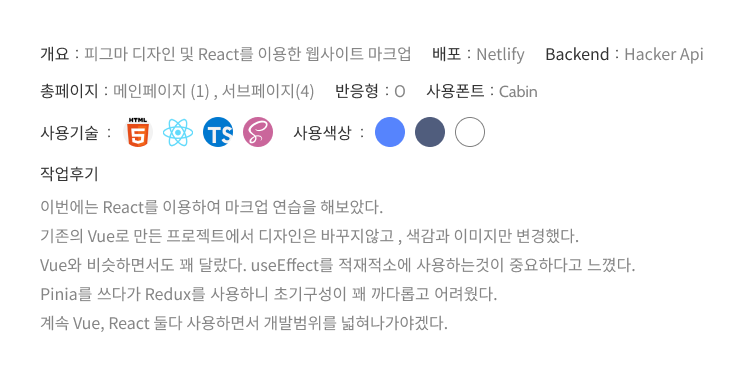 개요 : 피그마 디자인 및 React를 이용한 웹사이트 마크업 배포 : Netlify Backend : Hacker Api
총페이지 : 메인페이지 (1) , 서브페이지(4) 반응형 : O 사용폰트 : Cabin
사용기술 : HTML 5 TS S 사용색상 :
작업후기
이번에는 React를 이용하여 마크업 연습을 해보았다.
기존의 Vue로 만든 프로젝트에서 디자인은 바꾸지않고 , 색감과 이미지만 변경했다.
Vue와 비슷하면서도 꽤 달랐다. useEffect를 적재적소에 사용하는것이 중요하다고 느꼈다.
Pinia를 쓰다가 Redux를 사용하니 초기구성이 꽤 까다롭고 어려웠다.
계속 Vue, React 둘다 사용하면서 개발범위를 넓혀나가야겠다.